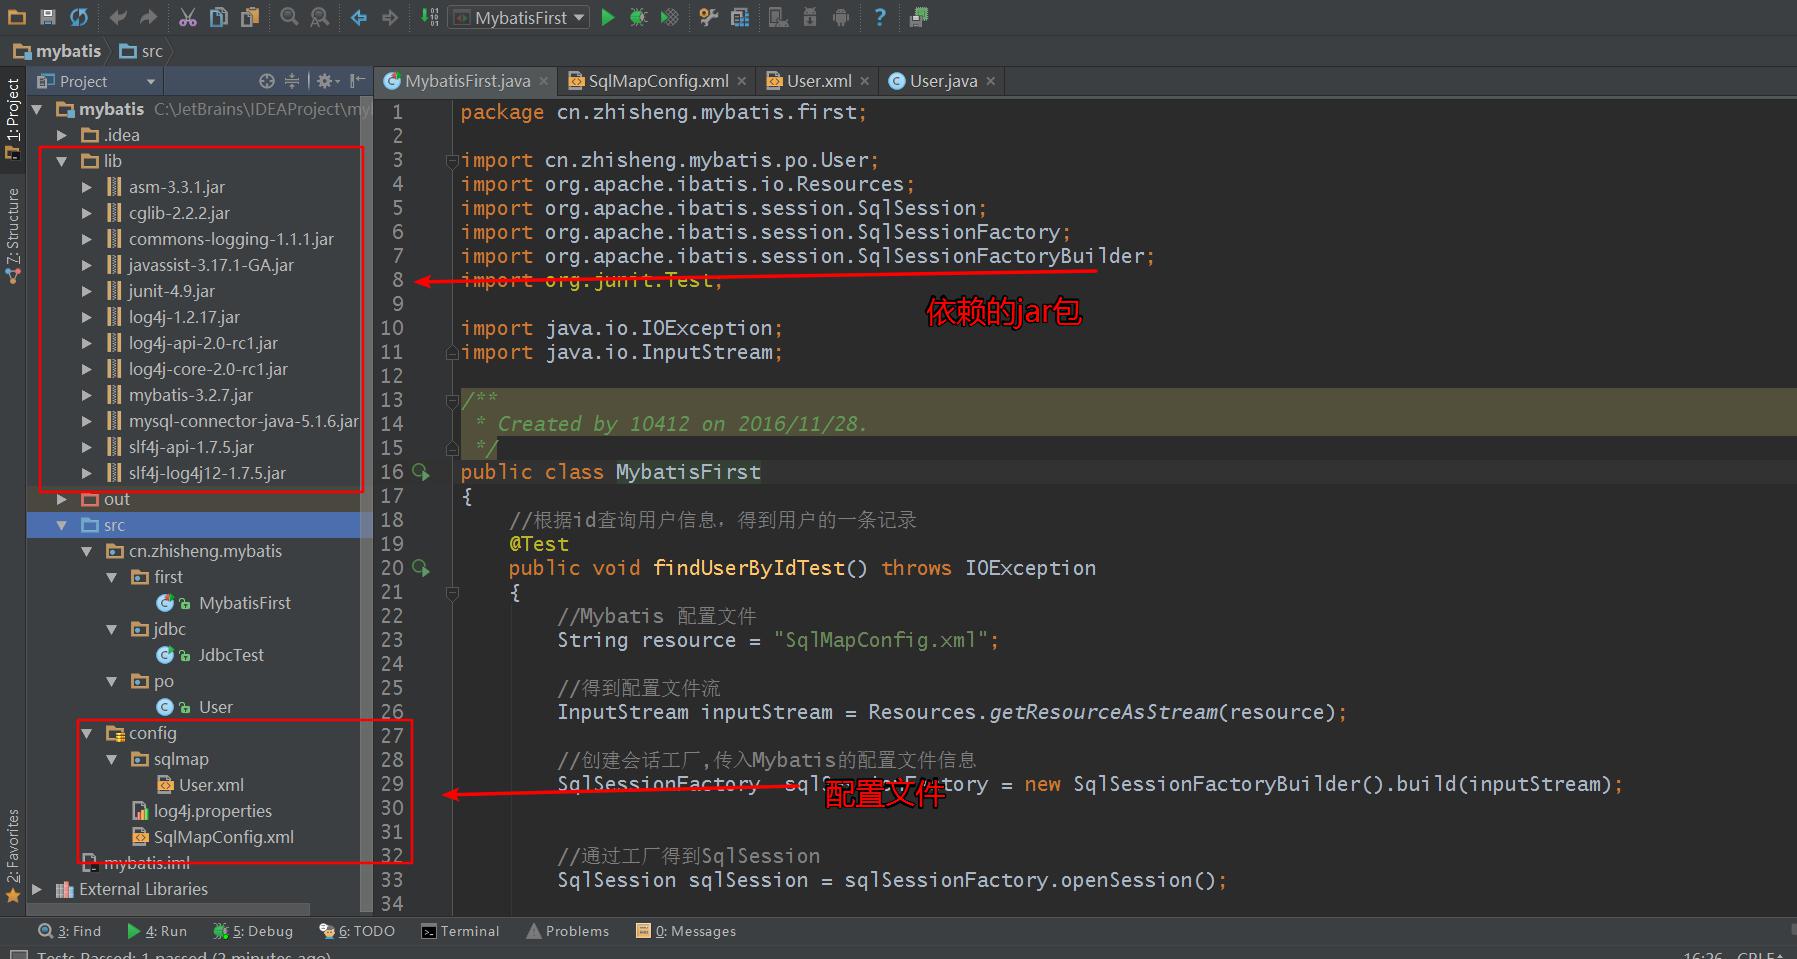 MybatisFirst
mybatis
src
Project
MybatisFirst.java
SqlMapConfig.xml
User.xml
User.java
1: Project
7: Structure
2: Favorites
mybatis C:\JetBrains\IDEAProject\my
.idea
lib
asm-3.3.1.jar
cglib-2.2.2.jar
commons-logging-1.1.1.jar
javassist-3.17.1-GA.jar
junit-4.9.jar
log4j-1.2.17.jar
log4j-api-2.0-rc1.jar
log4j-core-2.0-rc1.jar
mybatis-3.2.7.jar
mysql-connector-java-5.1.6.jar
slf4j-api-1.7.5.jar
slf4j-log4j12-1.7.5.jar
out
src
cn.zhisheng.mybatis
first
MybatisFirst
jdbc
JdbcTest
po
User
config
sqlmap
User.xml
log4j.properties
SqlMapConfig.xml
mybatis.iml
External Libraries
1 package cn.zhisheng.mybatis.first;
2
3 import cn.zhisheng.mybatis.po.User;
4 import org.apache.ibatis.io.Resources;
5 import org.apache.ibatis.session.SqlSession;
6 import org.apache.ibatis.session.SqlSessionFactory;
7 import org.apache.ibatis.session.SqlSessionFactoryBuilder;
8 import org.junit.Test;
9
依赖的jar包
10 import java.io.IOException;
11 import java.io.InputStream;
12
13 /**
14 * Created by 10412 on 2016/11/28.
15 */
16 public class MybatisFirst
17 {
18 //根据id查询用户信息，得到用户的一条记录
19 @Test
20 public void findUserByIdTest() throws IOException
21 {
22 //Mybatis 配置文件
23 String resource = "SqlMapConfig.xml";
24
25 //得到配置文件流
26 InputStream inputStream = Resources.getResourceAsStream(resource);
27
28 //创建会话工厂,传入Mybatis的配置文件信息
29 SqlSessionFactory sqlSessionFactory = new SqlSessionFactoryBuilder().build(inputStream);
配置文件
30
31
32 //通过工厂得到SqlSession
33 SqlSession sqlSession = sqlSessionFactory.openSession();
34
3: Find 4: Run 5: Debug 6: TODO Terminal Problems 0: Messages
Tests Passed: 1 passed (2 minutes ago) 16:26 CRLF